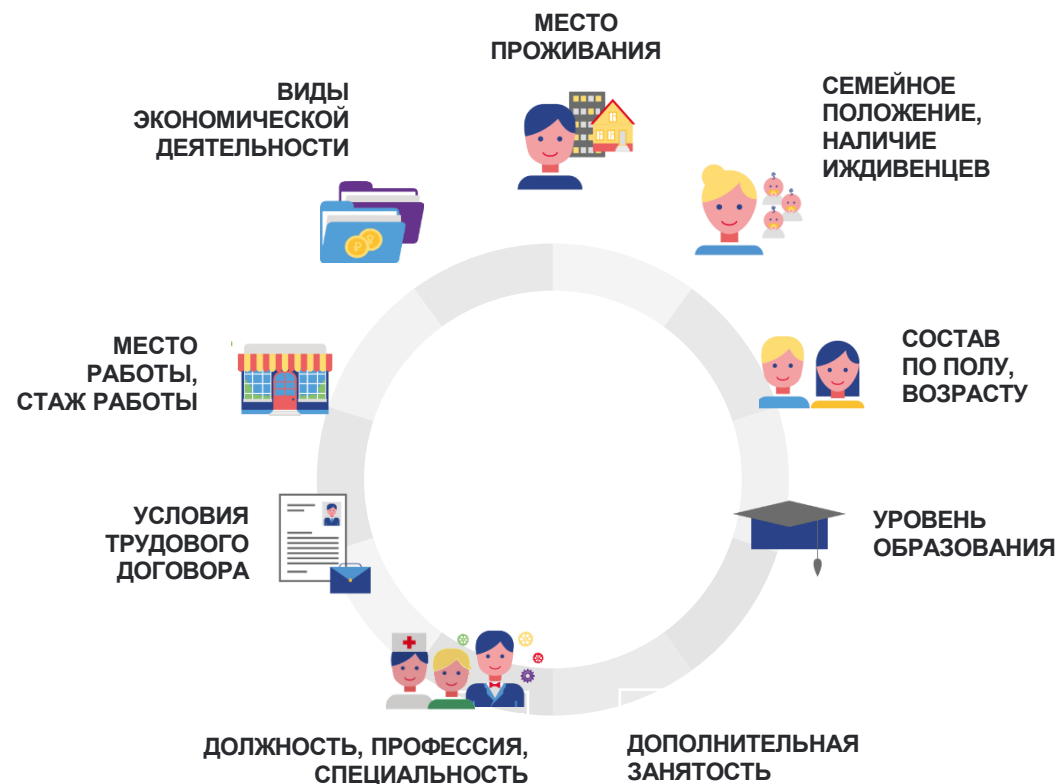 МЕСТО
ПРОЖИВАНИЯ
СЕМЕЙНОЕ
ПОЛОЖЕНИЕ,
НАЛИЧИЕ
ИЖДИВЕНЦЕВ
СОСТАВ
ПО ПОЛУ,
ВОЗРАСТУ
УРОВЕНЬ
ОБРАЗОВАНИЯ
ДОПОЛНИТЕЛЬНАЯ
ЗАНЯТОСТЬ
ДОЛЖНОСТЬ, ПРОФЕССИЯ,
СПЕЦИАЛЬНОСТЬ
УСЛОВИЯ
ТРУДОВОГО
ДОГОВОРА
МЕСТО
РАБОТЫ,
СТАЖ РАБОТЫ
ВИДЫ
ЭКОНОМИЧЕСКОЙ
ДЕЯТЕЛЬНОСТИ